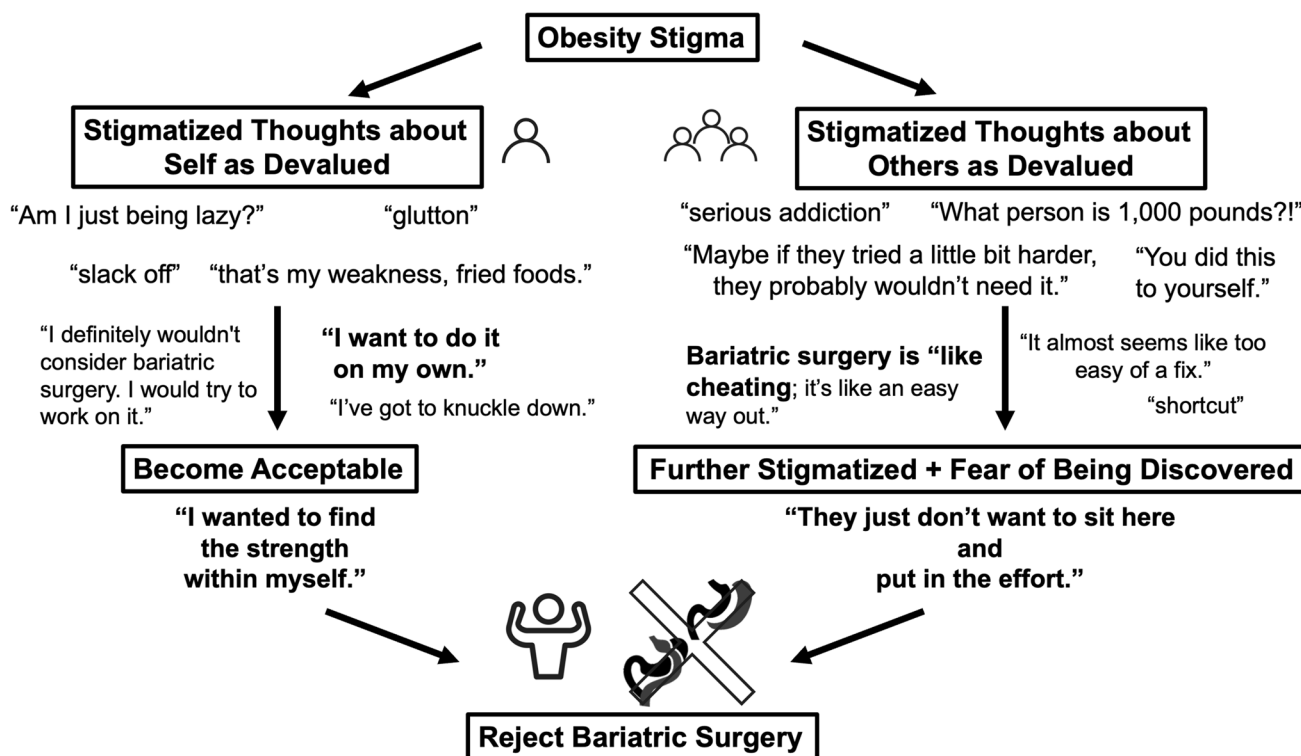 Obesity Stigma
Stigmatized Thoughts about
Self as Devalued
“Am I just being lazy?”
“glutton”
“slack off”
“that’s my weakness, fried foods.”
“I definitely wouldn't
consider bariatric
surgery. I would try to
work on it.”
“I want to do it
on my own.”
“I’ve got to knuckle down.”
Become Acceptable
“I wanted to find
the strength
within myself.”
Stigmatized Thoughts about
Others as Devalued
“serious addiction”
“What person is 1,000 pounds?!”
“Maybe if they tried a little bit harder,
they probably wouldn’t need it.”
“You did this
to yourself.”
Bariatric surgery is “like
cheating; it’s like an easy
way out.”
“It almost seems like too
easy of a fix.”
“shortcut”
Further Stigmatized + Fear of Being Discovered
“They just don’t want to sit here
and
put in the effort.”
Reject Bariatric Surgery